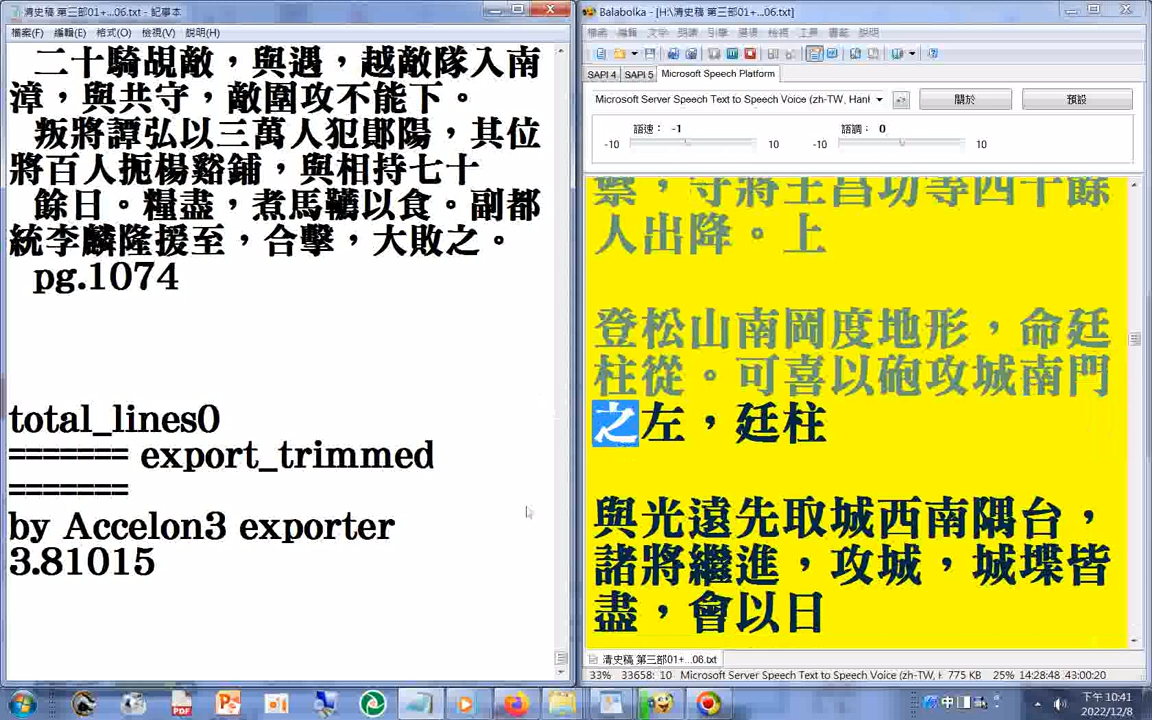 清史稿 第三部01+...06.txt - 記事本
檔案(F) 編輯(E) 格式(O) 檢視(V) 說明(H)
二十騎覘敵，與遇，越敵隊入南
漳，與共守，敵圍攻不能下。
叛將譚弘以三萬人犯鄖陽，其位
將百人扼楊谿鋪，與相持七十
餘日。糧盡，煮馬韉以食。副都
統李麟隆援至，合擊，大敗之。
pg.1074
total_lines0
======= export_trimmed
=======
by Accelon3 exporter
3.81015
Balabolka - [H:\清史稿 第三部01+...06.txt]
SAPI 4 SAPI 5 Microsoft Speech Platform
Microsoft Server Speech Text to Speech Voice (zh-TW, Hanl
關於 預設
語速： -1 語調： 0
-10 10 -10 10
禦，守將王昌功等四十餘
人出降。上
登松山南岡度地形，命廷
柱從。可喜以砲攻城南門
之左，廷柱
與光遠先取城西南隅台，
諸將繼進，攻城，城堞皆
盡，會以日
清史稿 第三部01+...06.txt
33% 33658: 10 Microsoft Server Speech Text to Speech Voice (zh-TW, H 775 KB 25% 14:28:48 43:00:20
中
下午 10:41
2022/12/8